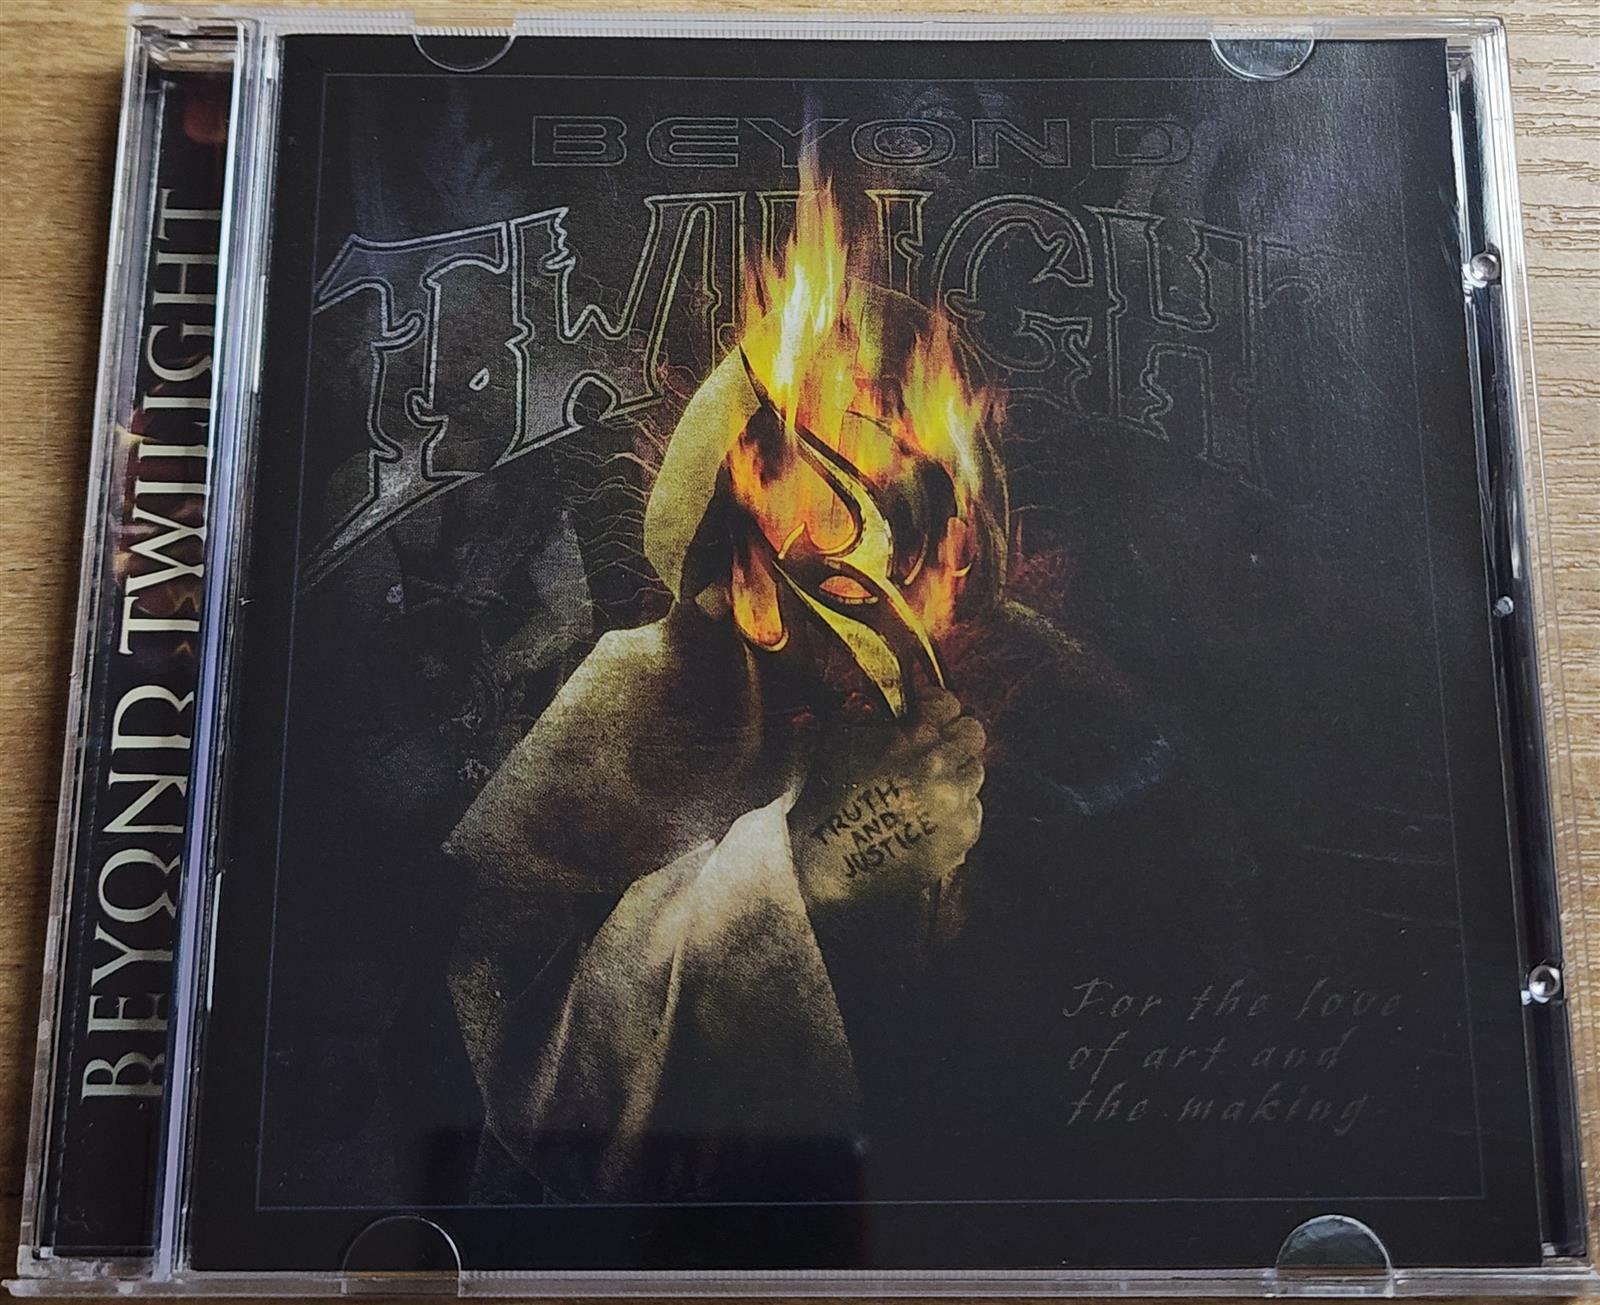 BEYOND TWILIGHT
BEYOND
TWILIGHT
TRUTH
AND
JUSTICE
For the love
of art and
the making